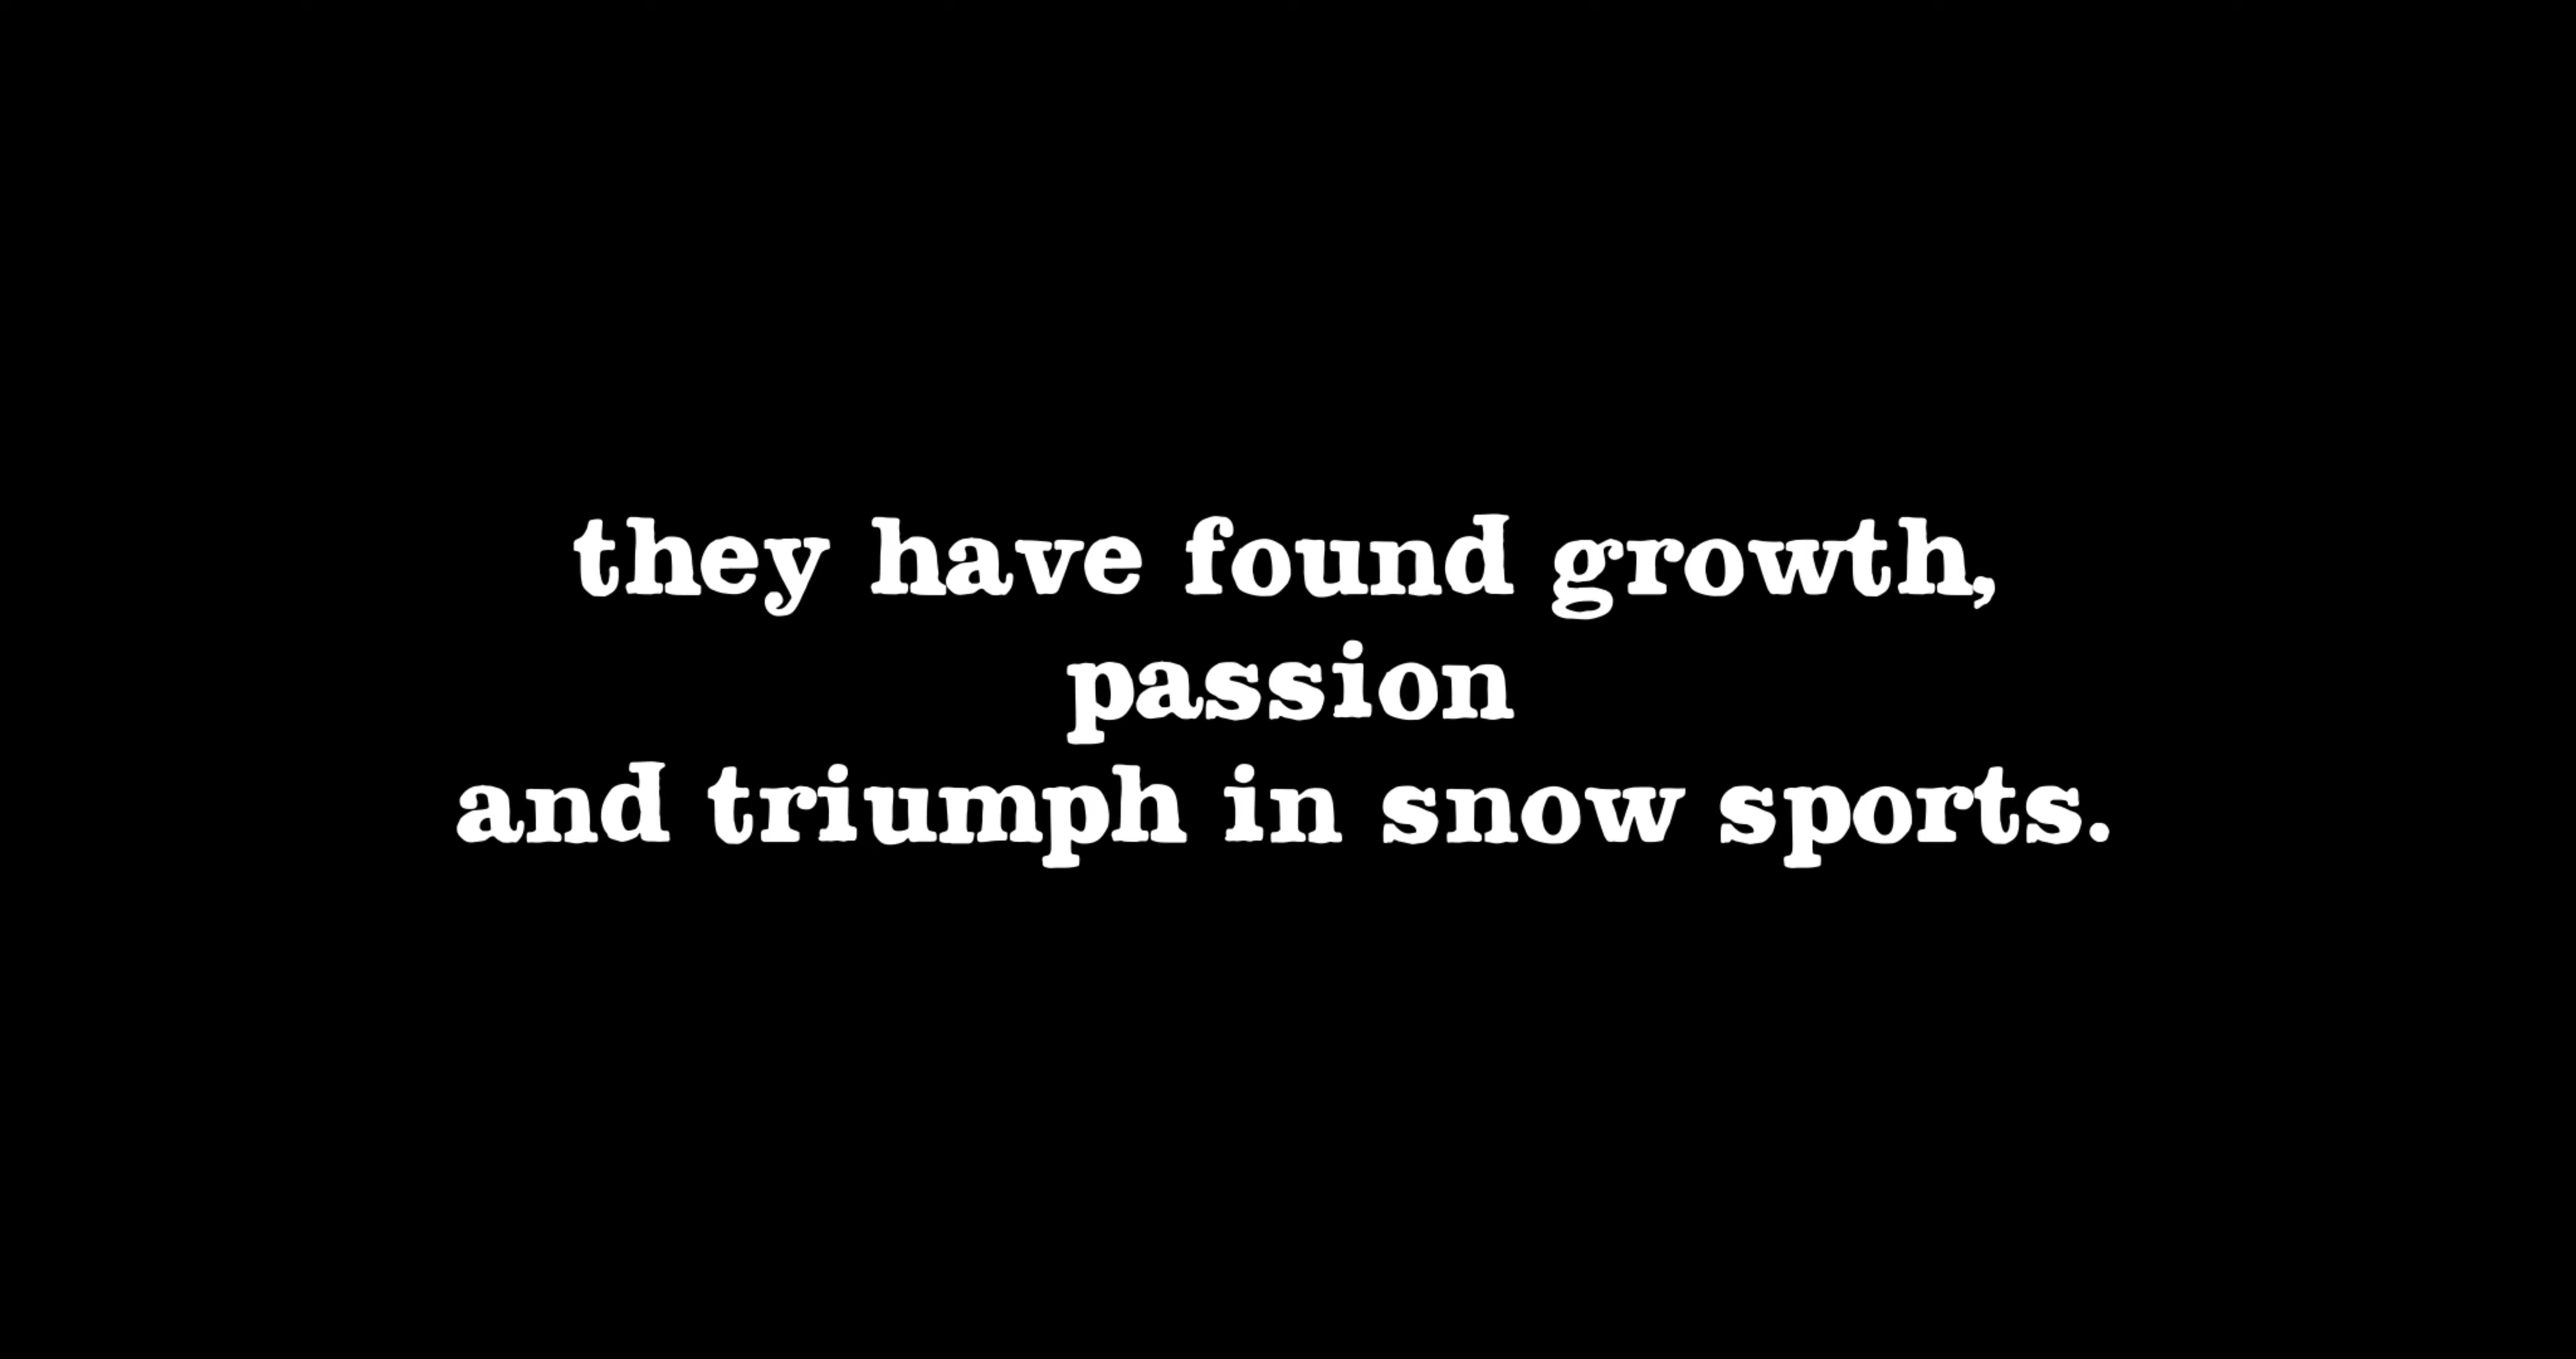 they have found growth,
passion
and triumph in snow sports.